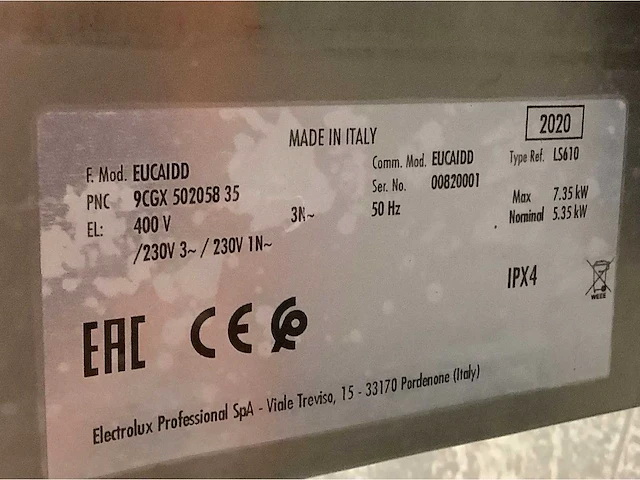 MADE IN ITALY
2020
F. Mod. EUCAIDD
Comm. Mod. EUCAIDD
Type Ref. LS610
PNC 9CGX 502058 35
Ser. No. 00820001
EL: 400 V 3N~ 50 Hz
Max 7.35 kW
/230V 3~ / 230V 1N~
Nominal 5.35 kW
IPX4
WEEE
EAC CE
Electrolux Professional SpA - Viale Treviso, 15 - 33170 Pordenone (Italy)